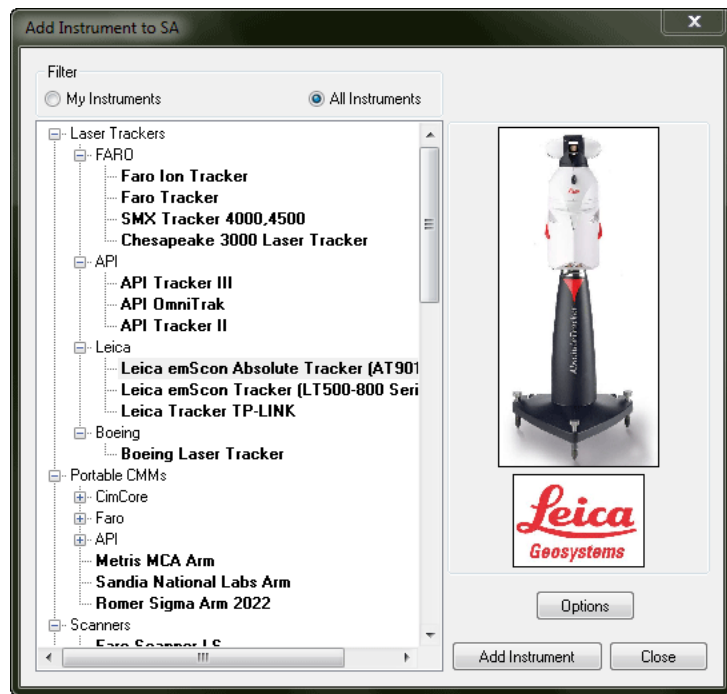 Add Instrument to SA
Filter
My Instruments
All Instruments
Laser Trackers
FARO
Faro Ion Tracker
Faro Tracker
SMX Tracker 4000,4500
Chesapeake 3000 Laser Tracker
API
API Tracker III
API OmniTrak
API Tracker II
Leica
Leica emScon Absolute Tracker (AT901
Leica emScon Tracker (LT500-800 Seri
Leica Tracker TP-LINK
Boeing
Boeing Laser Tracker
Portable CMMs
CimCore
Faro
API
Metris MCA Arm
Sandia National Labs Arm
Romer Sigma Arm 2022
Scanners
Faro Scanner LS
AbsoluteTracker
Leica
Geosystems
Options
Add Instrument
Close